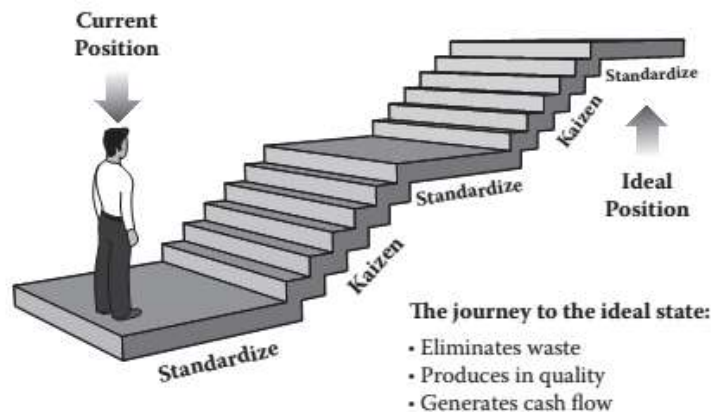 Current
Position
Standardize
Kaizen
Standardize
Kaizen
Standardize
Ideal
Position
The journey to the ideal state:
• Eliminates waste
• Produces in quality
• Generates cash flow